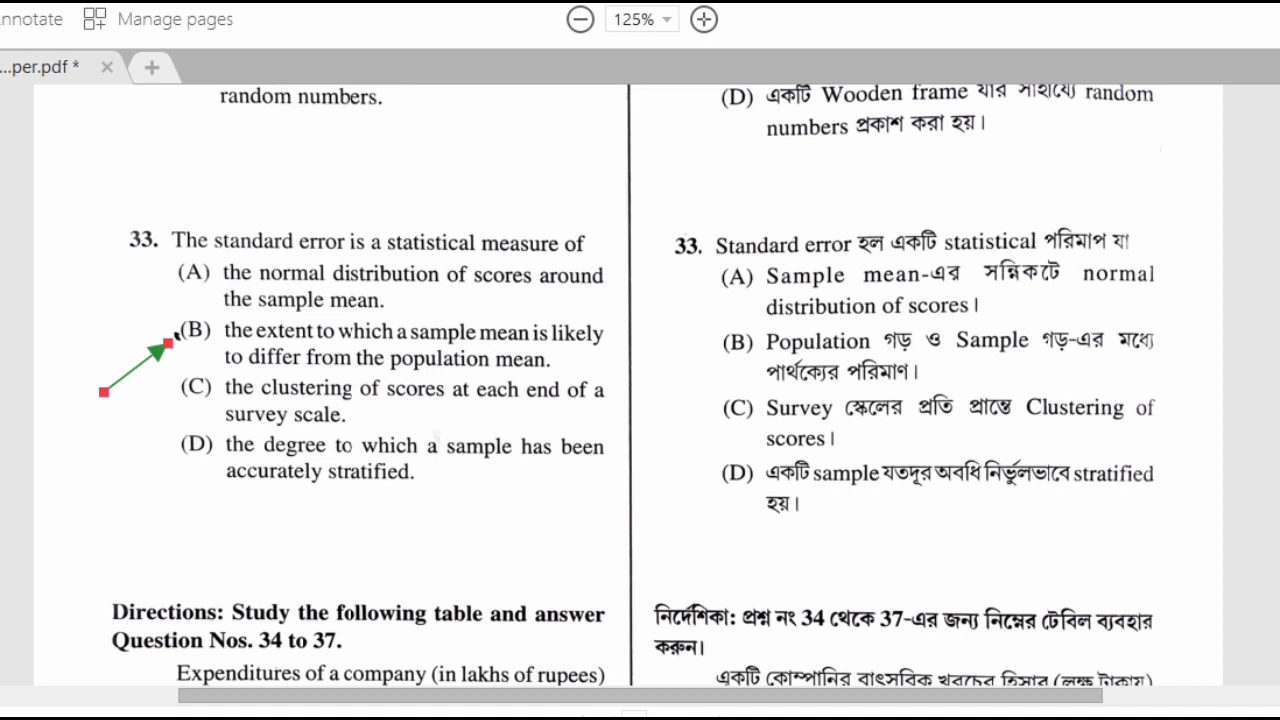 nnotate Manage pages 125%
...per.pdf *
random numbers.
33. The standard error is a statistical measure of
(A) the normal distribution of scores around
the sample mean.
(B) the extent to which a sample mean is likely
to differ from the population mean.
(C) the clustering of scores at each end of a
survey scale.
(D) the degree to which a sample has been
accurately stratified.
Directions: Study the following table and answer
Question Nos. 34 to 37.
Expenditures of a company (in lakhs of rupees)
(D) একটি Wooden frame যার সাহায্যে random
numbers প্রকাশ করা হয়।
33. Standard error হল একটি statistical পরিমাপ যা
(A) Sample mean-এর সন্নিকটে normal
distribution of scores।
(B) Population গড় ও Sample গড়-এর মধ্যে
পার্থক্যের পরিমাণ।
(C) Survey স্কেলের প্রতি প্রান্তে Clustering of
scores।
(D) একটি sample যতদূর অবধি নির্ভুলভাবে stratified
হয়।
নির্দেশিকা: প্রশ্ন নং 34 থেকে 37-এর জন্য নিম্নের টেবিল ব্যবহার
করুন।
একটি কোম্পানির বাৎসরিক খরচের হিসাব (লক্ষ টাকায়)